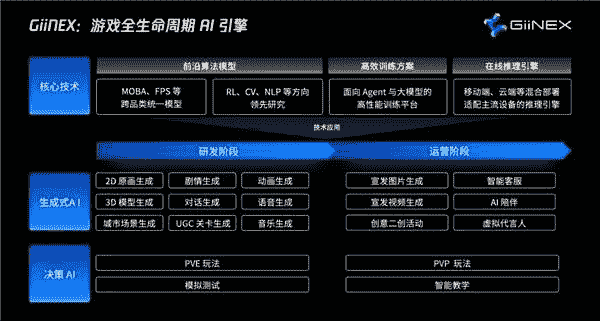 GiiNEX：游戏全生命周期 AI 引擎
GiiNEX
核心技术
前沿算法模型
高效训练方案
在线推理引擎
MOBA、FPS 等
跨品类统一模型
RL、CV、NLP 等方向
领先研究
面向 Agent 与大模型的
高性能训练平台
移动端、云端等混合部署
适配主流设备的推理引擎
技术应用
研发阶段
运营阶段
生成式AI
2D 原画生成
剧情生成
动画生成
宣发图片生成
智能客服
3D 模型生成
对话生成
语音生成
宣发视频生成
AI 陪伴
城市场景生成
UGC 关卡生成
音乐生成
创意二创活动
虚拟代言人
决策 AI
PVE 玩法
PVP 玩法
模拟测试
智能教学